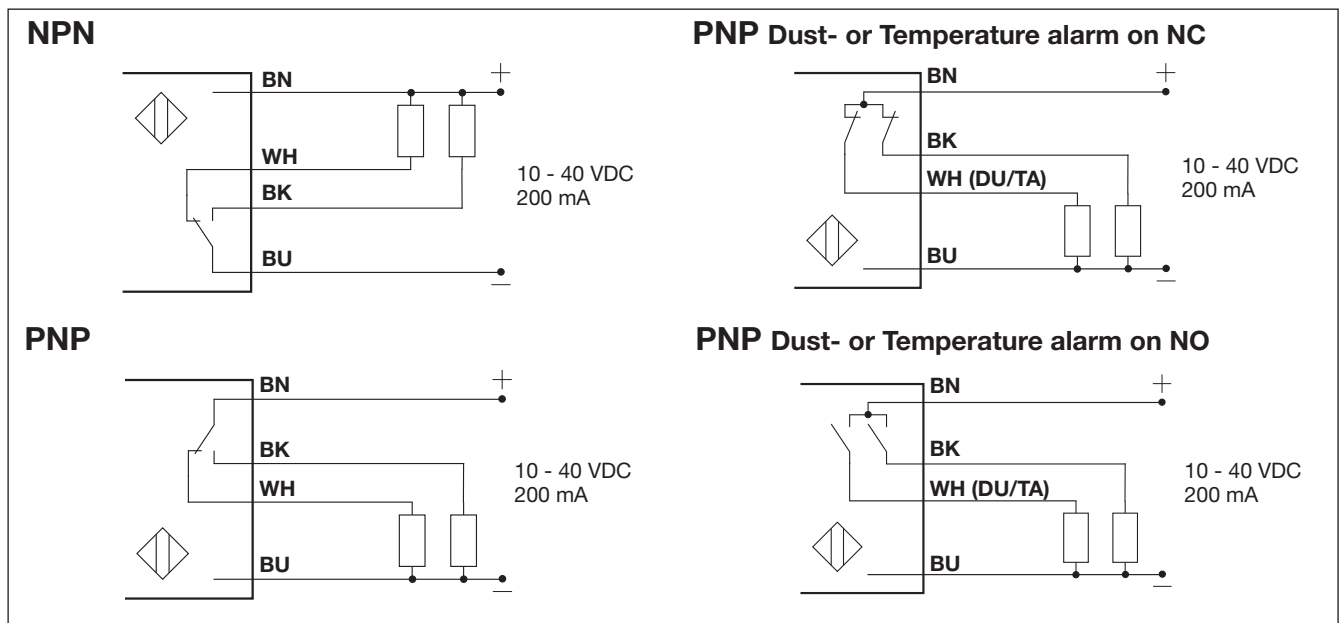 NPN
BN
+
WH
BK
BU
–
10 - 40 VDC
200 mA
PNP Dust- or Temperature alarm on NC
BN
+
BK
WH (DU/TA)
BU
–
10 - 40 VDC
200 mA
PNP
BN
+
BK
WH
BU
–
10 - 40 VDC
200 mA
PNP Dust- or Temperature alarm on NO
BN
+
BK
WH (DU/TA)
BU
–
10 - 40 VDC
200 mA